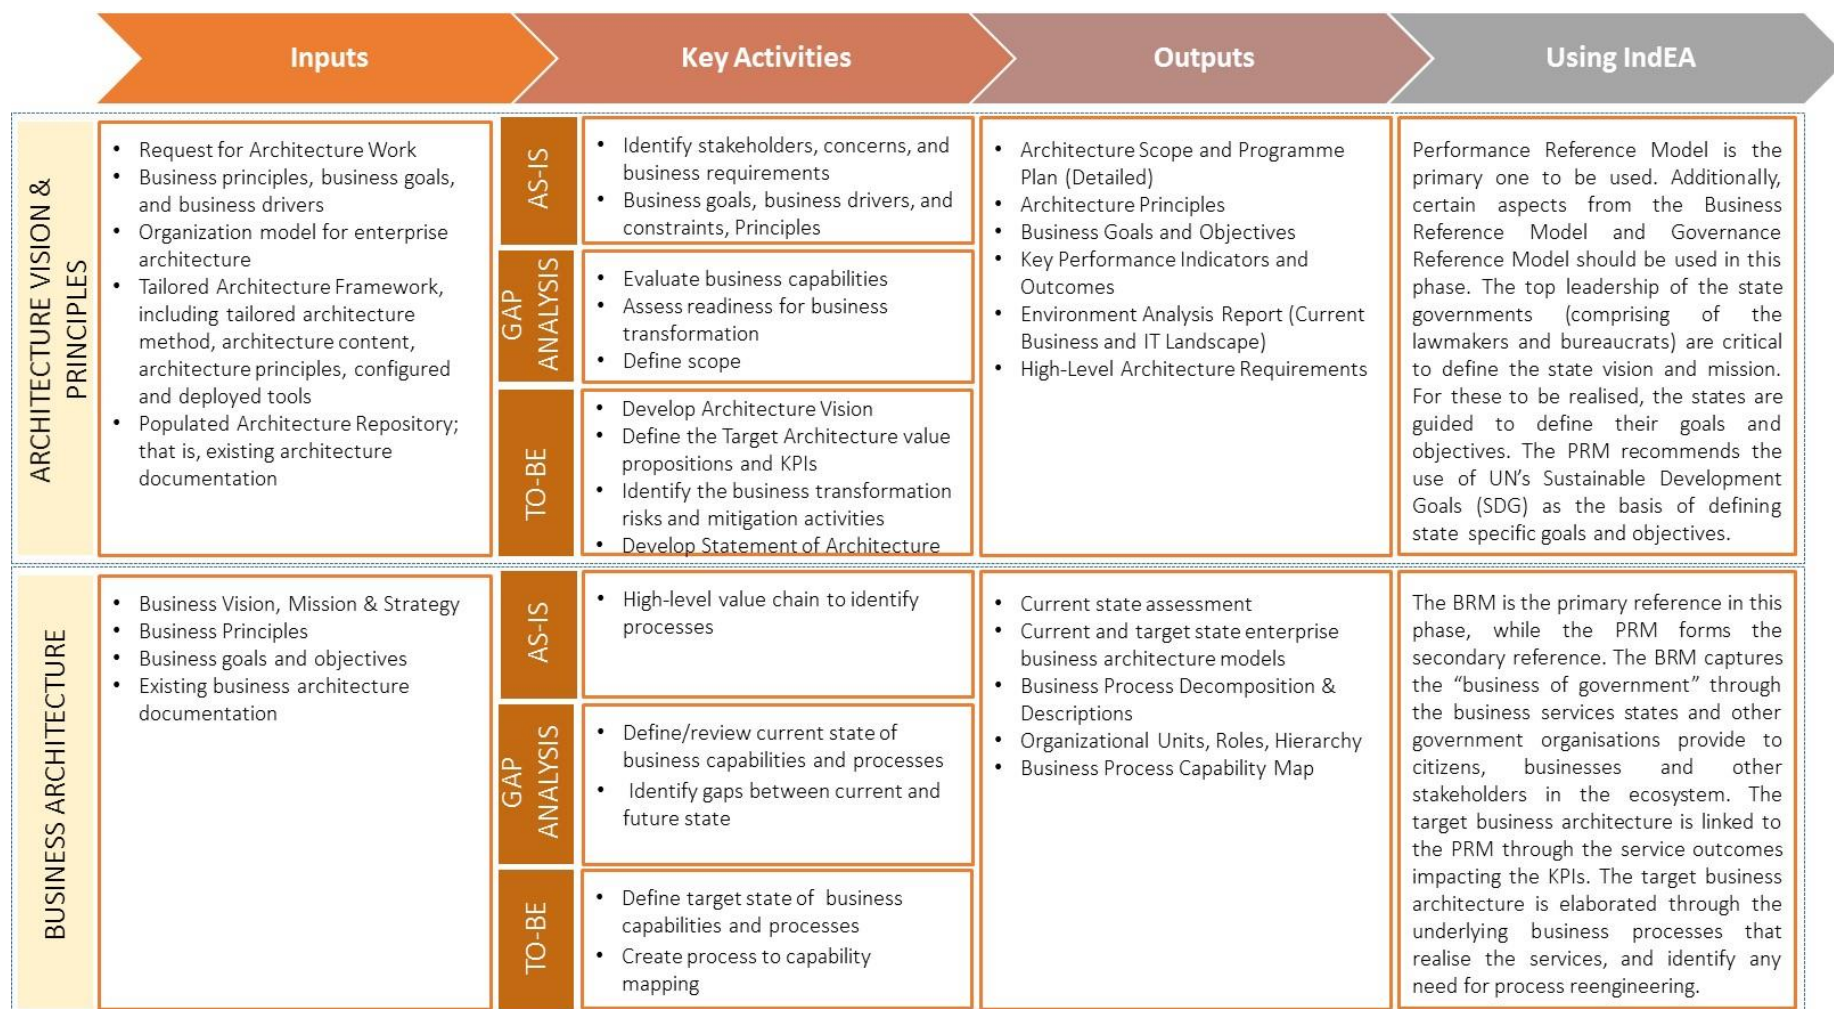 Inputs
Key Activities
Outputs
Using IndEA
ARCHITECTURE VISION &
PRINCIPLES
• Request for Architecture Work
• Business principles, business goals,
and business drivers
• Organization model for enterprise
architecture
• Tailored Architecture Framework,
including tailored architecture
method, architecture content,
architecture principles, configured
and deployed tools
• Populated Architecture Repository;
that is, existing architecture
documentation
AS-IS
• Identify stakeholders, concerns, and
business requirements
• Business goals, business drivers, and
constraints, Principles
GAP
ANALYSIS
• Evaluate business capabilities
• Assess readiness for business
transformation
• Define scope
TO-BE
• Develop Architecture Vision
• Define the Target Architecture value
propositions and KPIs
• Identify the business transformation
risks and mitigation activities
• Develop Statement of Architecture
• Architecture Scope and Programme
Plan (Detailed)
• Architecture Principles
• Business Goals and Objectives
• Key Performance Indicators and
Outcomes
• Environment Analysis Report (Current
Business and IT Landscape)
• High-Level Architecture Requirements
Performance Reference Model is the
primary one to be used. Additionally,
certain aspects from the Business
Reference Model and Governance
Reference Model should be used in this
phase. The top leadership of the state
governments (comprising of the
lawmakers and bureaucrats) are critical
to define the state vision and mission.
For these to be realised, the states are
guided to define their goals and
objectives. The PRM recommends the
use of UN's Sustainable Development
Goals (SDG) as the basis of defining
state specific goals and objectives.
BUSINESS ARCHITECTURE
• Business Vision, Mission & Strategy
• Business Principles
• Business goals and objectives
• Existing business architecture
documentation
AS-IS
• High-level value chain to identify
processes
GAP
ANALYSIS
• Define/review current state of
business capabilities and processes
• Identify gaps between current and
future state
TO-BE
• Define target state of business
capabilities and processes
• Create process to capability
mapping
• Current state assessment
• Current and target state enterprise
business architecture models
• Business Process Decomposition &
Descriptions
• Organizational Units, Roles, Hierarchy
• Business Process Capability Map
The BRM is the primary reference in this
phase, while the PRM forms the
secondary reference. The BRM captures
the “business of government” through
the business services states and other
government organisations provide to
citizens, businesses and other
stakeholders in the ecosystem. The
target business architecture is linked to
the PRM through the service outcomes
impacting the KPIs. The target business
architecture is elaborated through the
underlying business processes that
realise the services, and identify any
need for process reengineering.